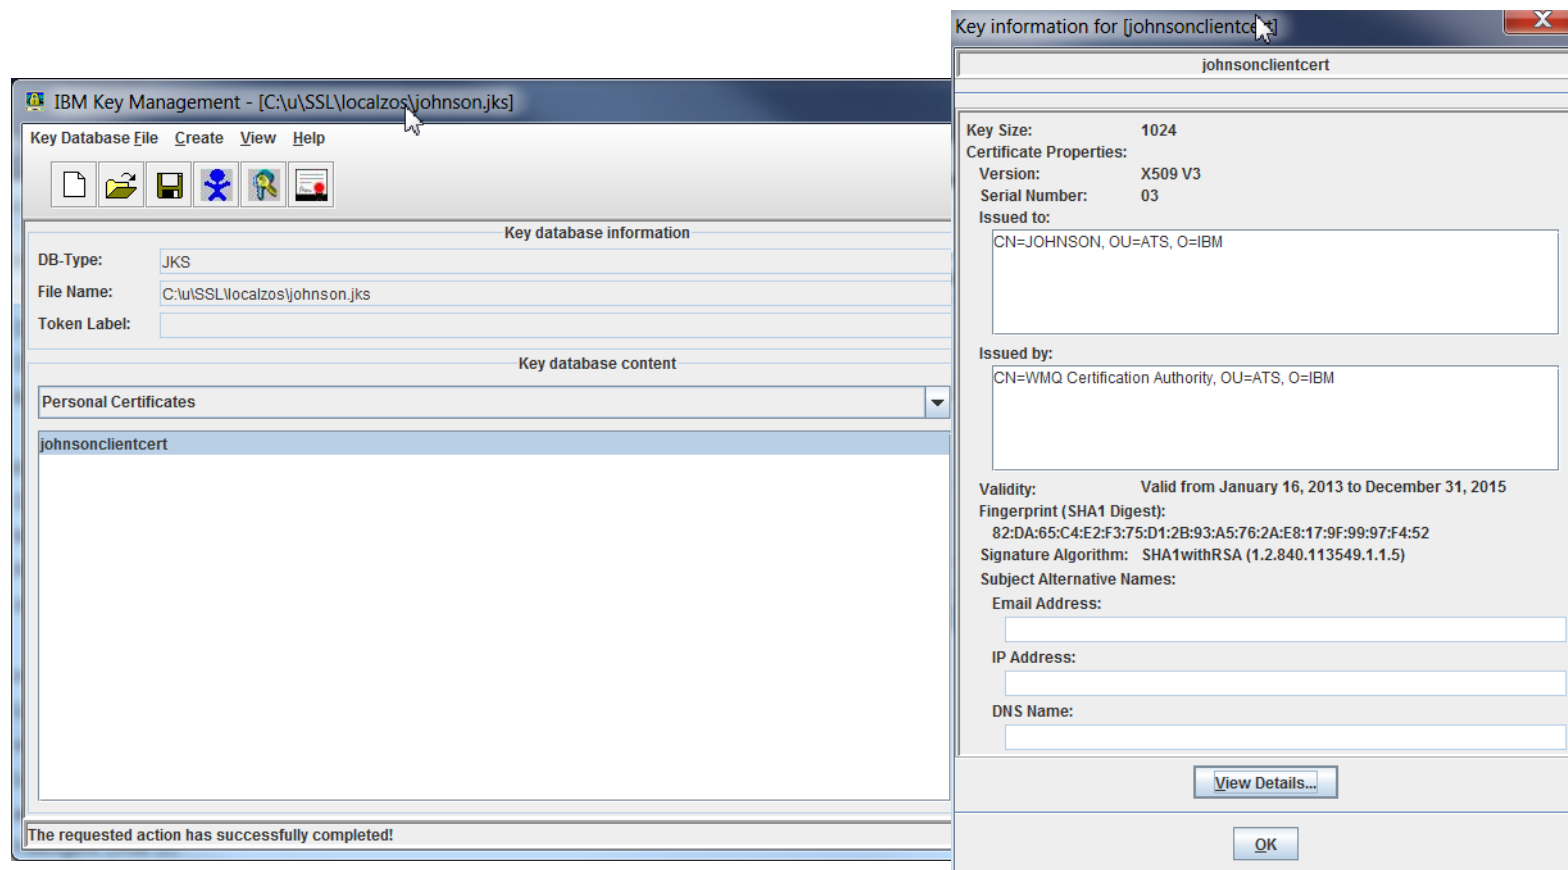 IBM Key Management - [C:\u\SSL\localzos\johnson.jks]
Key Database File Create View Help
Key database information
DB-Type: JKS
File Name: C:\u\SSL\localzos\johnson.jks
Token Label:
Key database content
Personal Certificates
johnsonclientcert
The requested action has successfully completed!
Key information for [johnsonclientcert]
johnsonclientcert
Key Size: 1024
Certificate Properties:
Version: X509 V3
Serial Number: 03
Issued to:
CN=JOHNSON, OU=ATS, O=IBM
Issued by:
CN=WMQ Certification Authority, OU=ATS, O=IBM
Validity: Valid from January 16, 2013 to December 31, 2015
Fingerprint (SHA1 Digest):
82:DA:65:C4:E2:F3:75:D1:2B:93:A5:76:2A:E8:17:9F:99:97:F4:52
Signature Algorithm: SHA1withRSA (1.2.840.113549.1.1.5)
Subject Alternative Names:
Email Address:
IP Address:
DNS Name:
View Details...
OK